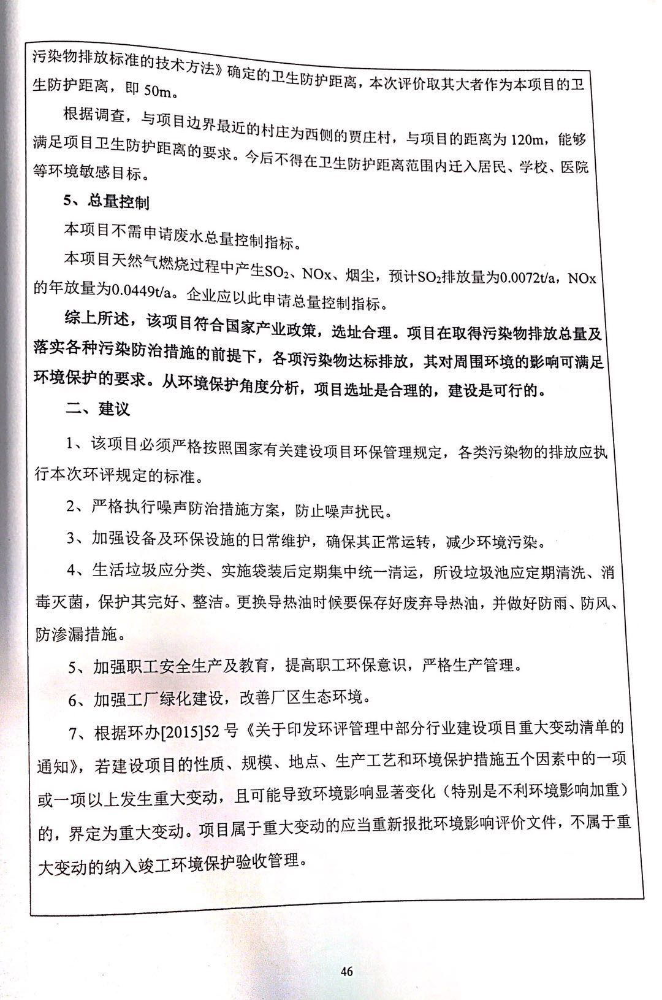 污染物排放标准的技术方法》确定的卫生防护距离，本次评价取其大者作为本项目的卫
生防护距离，即 50m。
根据调查，与项目边界最近的村庄为西侧的贾庄村，与项目的距离为 120m，能够
满足项目卫生防护距离的要求。今后不得在卫生防护距离范围内迁入居民、学校、医院
等环境敏感目标。
5、总量控制
本项目不需申请废水总量控制指标。
本项目天然气燃烧过程中产生SO₂、NOx、烟尘，预计SO₂排放量为0.0072t/a，NOx
的年放量为0.0449t/a。企业应以此申请总量控制指标。
综上所述，该项目符合国家产业政策，选址合理。项目在取得污染物排放总量及
落实各种污染防治措施的前提下，各项污染物达标排放，其对周围环境的影响可满足
环境保护的要求。从环境保护角度分析，项目选址是合理的，建设是可行的。
二、建议
1、该项目必须严格按照国家有关建设项目环保管理规定，各类污染物的排放应执
行本次环评规定的标准。
2、严格执行噪声防治措施方案，防止噪声扰民。
3、加强设备及环保设施的日常维护，确保其正常运转，减少环境污染。
4、生活垃圾应分类、实施袋装后定期集中统一清运，所设垃圾池应定期清洗、消
毒灭菌，保护其完好、整洁。更换导热油时候要保存好废弃导热油，并做好防雨、防风、
防渗漏措施。
5、加强职工安全生产及教育，提高职工环保意识，严格生产管理。
6、加强工厂绿化建设，改善厂区生态环境。
7、根据环办[2015]52 号《关于印发环评管理中部分行业建设项目重大变动清单的
通知》，若建设项目的性质、规模、地点、生产工艺和环境保护措施五个因素中的一项
或一项以上发生重大变动，且可能导致环境影响显著变化（特别是不利环境影响加重）
的，界定为重大变动。项目属于重大变动的应当重新报批环境影响评价文件，不属于重
大变动的纳入竣工环境保护验收管理。
46